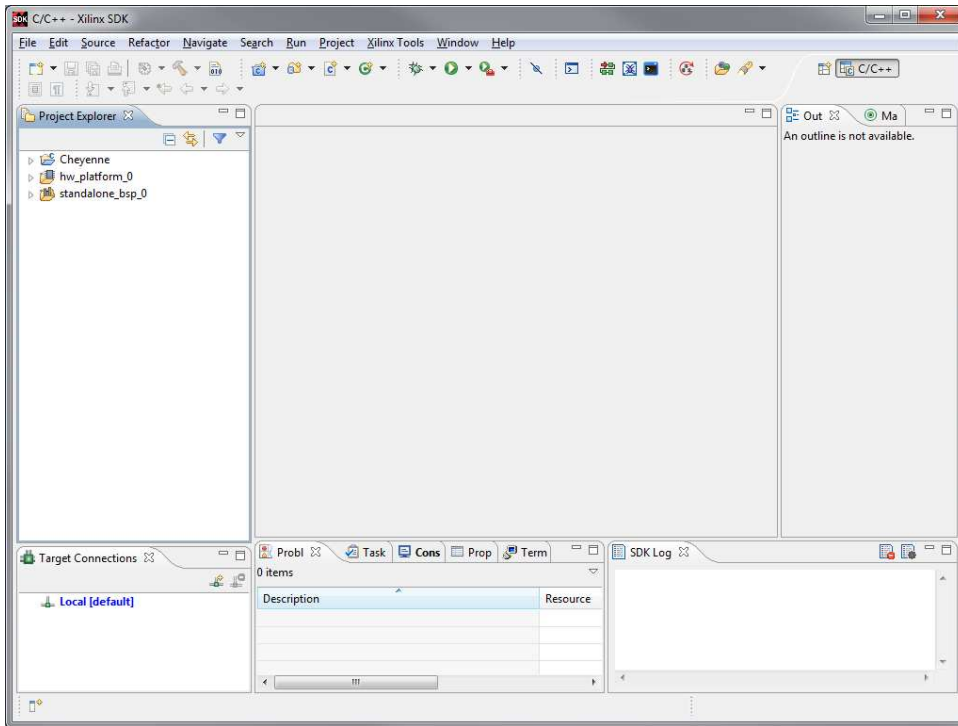 SDK C/C++ - Xilinx SDK
File Edit Source Refactor Navigate Search Run Project Xilinx Tools Window Help
C/C++
Project Explorer
Out Ma
An outline is not available.
Cheyenne
hw_platform_0
standalone_bsp_0
Target Connections
Probl Task Cons Prop Term
SDK Log
0 items
Description Resource
Local [default]